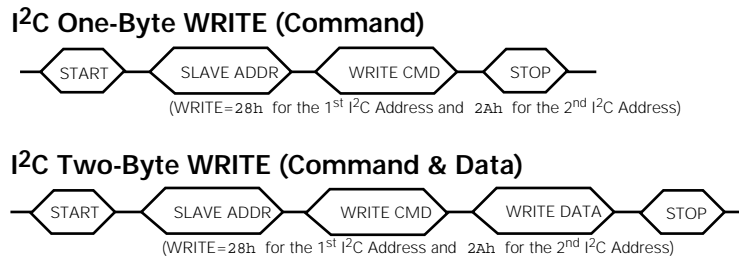 I²C One-Byte WRITE (Command)
START SLAVE ADDR WRITE CMD STOP
(WRITE=28h for the 1st I²C Address and 2Ah for the 2nd I²C Address)
I²C Two-Byte WRITE (Command & Data)
START SLAVE ADDR WRITE CMD WRITE DATA STOP
(WRITE=28h for the 1st I²C Address and 2Ah for the 2nd I²C Address)